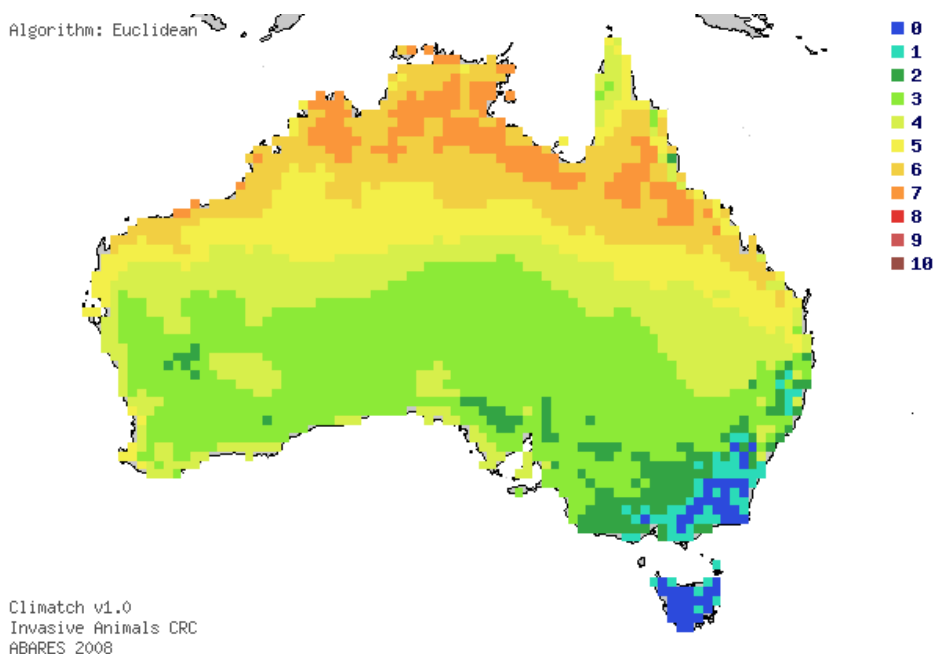 Algorithm: Euclidean
0
1
2
3
4
5
6
7
8
9
10
Climatch v1.0
Invasive Animals CRC
ABARES 2008